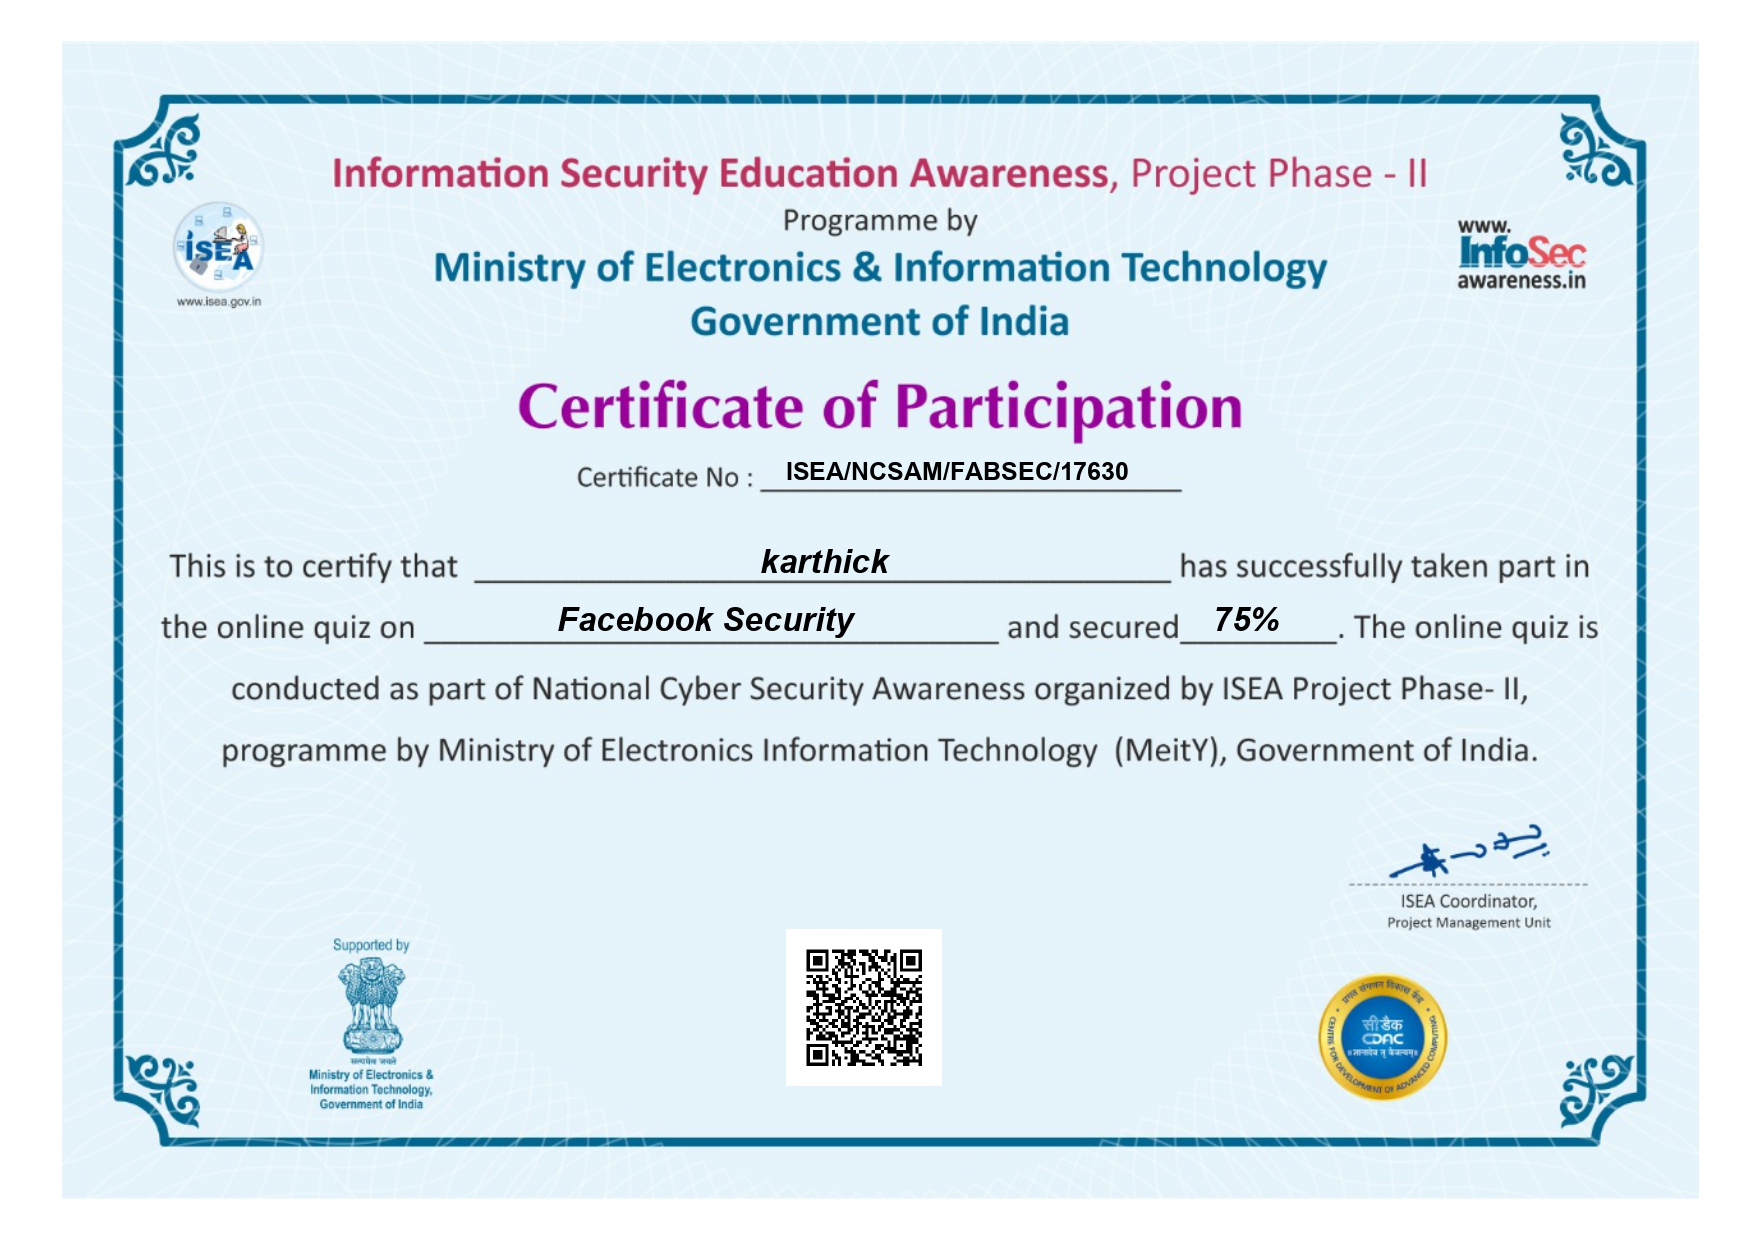 Information Security Education Awareness, Project Phase - II
Programme by
Ministry of Electronics & Information Technology
Government of India
iSEA
www.isea.gov.in
www.
InfoSec
awareness.in
Certificate of Participation
Certificate No : ISEA/NCSAM/FABSEC/17630
This is to certify that karthick has successfully taken part in
the online quiz on Facebook Security and secured 75%. The online quiz is
conducted as part of National Cyber Security Awareness organized by ISEA Project Phase- II,
programme by Ministry of Electronics Information Technology (MeitY), Government of India.
ISEA Coordinator,
Project Management Unit
Supported by
सत्यमेव जयते
Ministry of Electronics &
Information Technology,
Government of India
प्रगत संगणन विकास केंद्र
सीडैक
CDAC
॥ज्ञानादेव तु कैवल्यम्॥
CENTRE FOR DEVELOPMENT OF ADVANCED COMPUTING